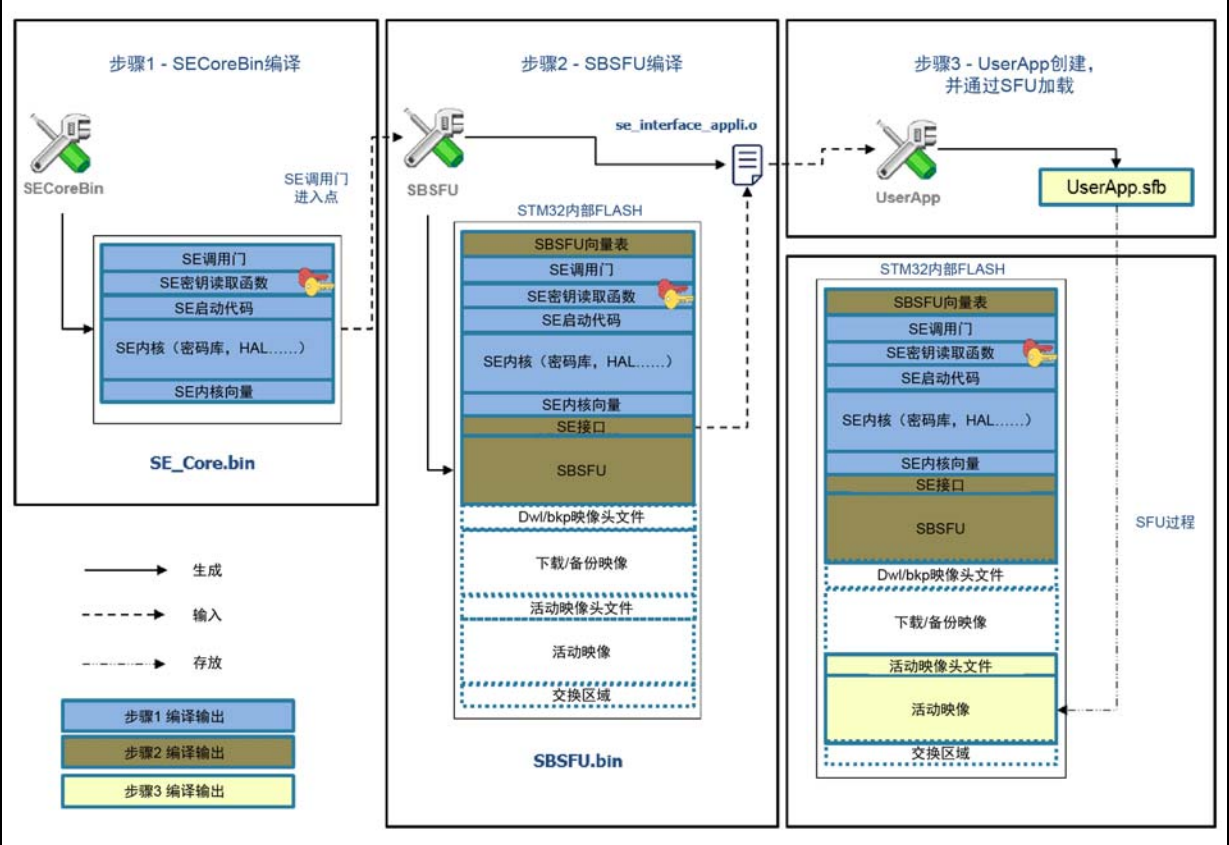 步骤1 - SECoreBin编译
SECoreBin
SE调用门
进入点
SE调用门
SE密钥读取函数
SE启动代码
SE内核（密码库，HAL……）
SE内核向量
SE_Core.bin
生成
输入
存放
步骤1 编译输出
步骤2 编译输出
步骤3 编译输出
步骤2 - SBSFU编译
SBSFU
se_interface_appli.o
STM32内部FLASH
SBSFU向量表
SE调用门
SE密钥读取函数
SE启动代码
SE内核（密码库，HAL……）
SE内核向量
SE接口
SBSFU
Dwl/bkp映像头文件
下载/备份映像
活动映像头文件
活动映像
交换区域
SBSFU.bin
步骤3 - UserApp创建，
并通过SFU加载
UserApp
UserApp.sfb
STM32内部FLASH
SBSFU向量表
SE调用门
SE密钥读取函数
SE启动代码
SE内核（密码库，HAL……）
SE内核向量
SE接口
SBSFU
Dwl/bkp映像头文件
下载/备份映像
活动映像头文件
活动映像
交换区域
SFU过程